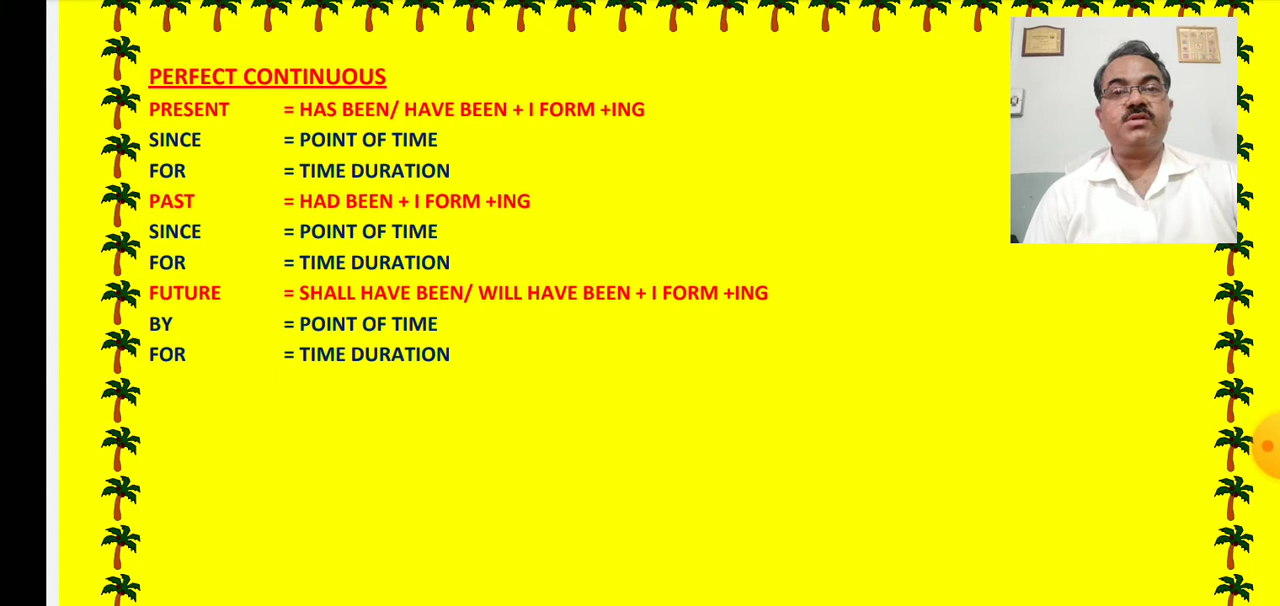 PERFECT CONTINUOUS
PRESENT = HAS BEEN/ HAVE BEEN + I FORM +ING
SINCE = POINT OF TIME
FOR = TIME DURATION
PAST = HAD BEEN + I FORM +ING
SINCE = POINT OF TIME
FOR = TIME DURATION
FUTURE = SHALL HAVE BEEN/ WILL HAVE BEEN + I FORM +ING
BY = POINT OF TIME
FOR = TIME DURATION